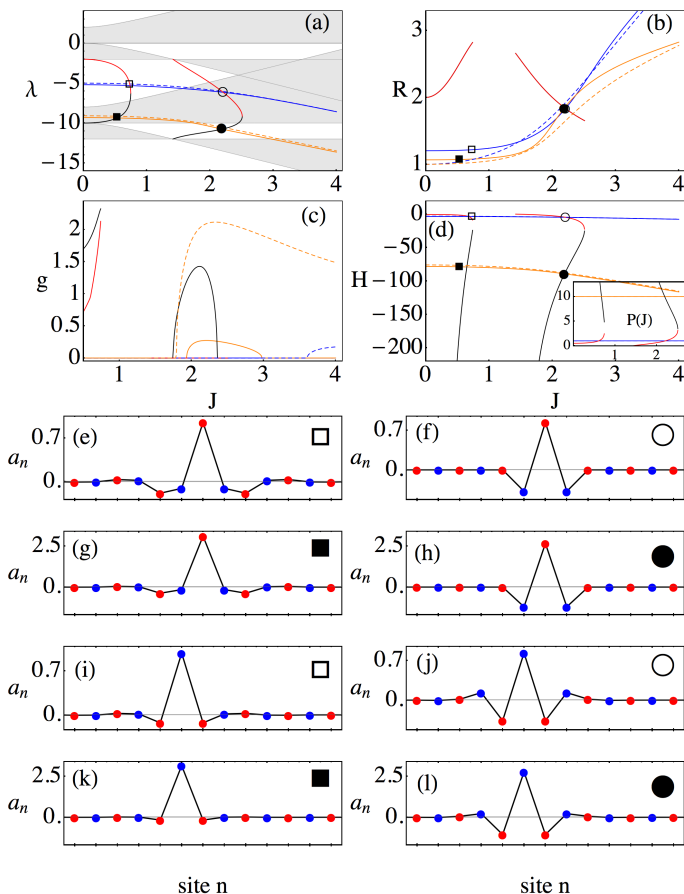 (a)
0
−5
−10
−15
λ
0 1 2 3 4
(b)
3
2
1
R
0 1 2 3 4
(c)
2
1.5
1
0.5
0
g
1 2 3 4
J
(d)
0
−50
−100
−150
−200
H
0 1 2 3 4
J
10
5
0
P(J)
1 2
(e)
0.7
0.
a_n
(f)
0.7
0.
a_n
(g)
2.5
0.
a_n
(h)
2.5
0.
a_n
(i)
0.7
0.
a_n
(j)
0.7
0.
a_n
(k)
2.5
0.
a_n
(l)
2.5
0.
a_n
site n
site n